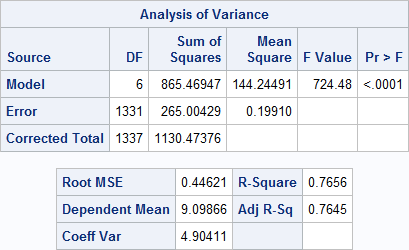 Analysis of Variance
Source DF Sum of Squares Mean Square F Value Pr > F
Model 6 865.46947 144.24491 724.48 <.0001
Error 1331 265.00429 0.19910
Corrected Total 1337 1130.47376
Root MSE 0.44621 R-Square 0.7656
Dependent Mean 9.09866 Adj R-Sq 0.7645
Coeff Var 4.90411